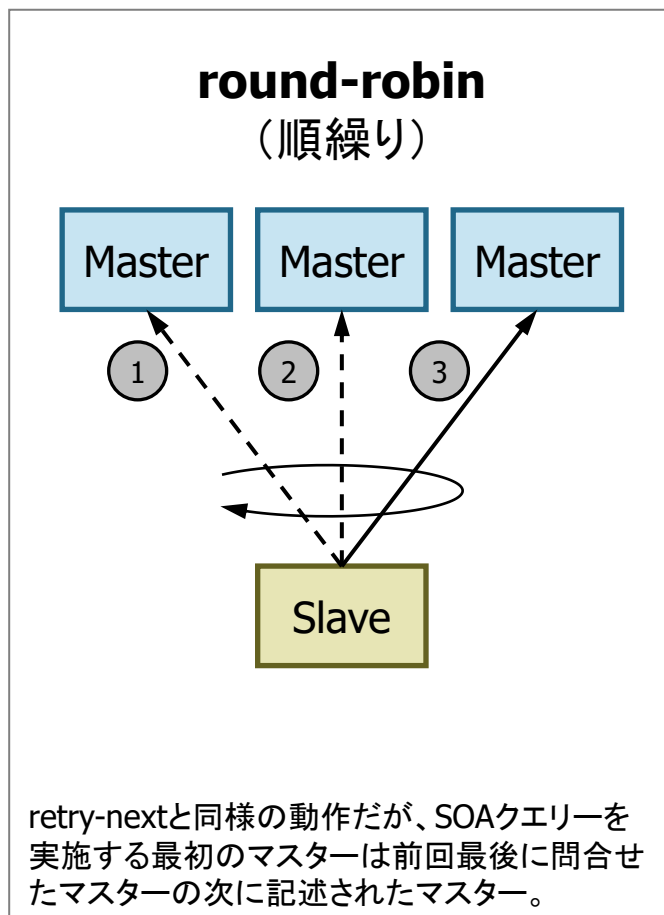 round-robin
（順繰り）
Master Master Master
1 2 3
Slave
retry-nextと同様の動作だが、SOAクエリーを
実施する最初のマスターは前回最後に問合せ
たマスターの次に記述されたマスター。